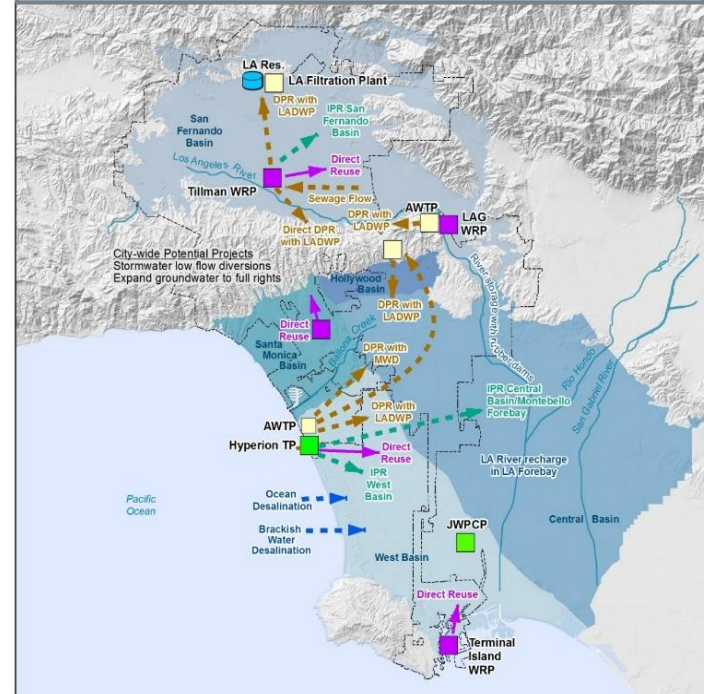 LA Res.
LA Filtration Plant
DPR with
LADWP
IPR San
Fernando
Basin
San
Fernando
Basin
Los Angeles River
Direct
Reuse
Tillman WRP
Sewage Flow
AWTP
LAG
WRP
DPR with
LADWP
Direct DPR
with LADWP
City-wide Potential Projects
Stormwater low flow diversions
Expand groundwater to full rights
Hollywood
Basin
River storage with rubber dams
DPR with
LADWP
Direct
Reuse
Ballona Creek
Santa
Monica
Basin
DPR with
MWD
Rio Hondo
San Gabriel River
IPR Central
Basin/Montebello
Forebay
DPR with
LADWP
AWTP
Hyperion TP
Direct
Reuse
IPR
West
Basin
LA River recharge
in LA Forebay
Ocean
Desalination
Pacific
Ocean
Brackish
Water
Desalination
JWPCP
Central Basin
West Basin
Direct Reuse
Terminal
Island
WRP